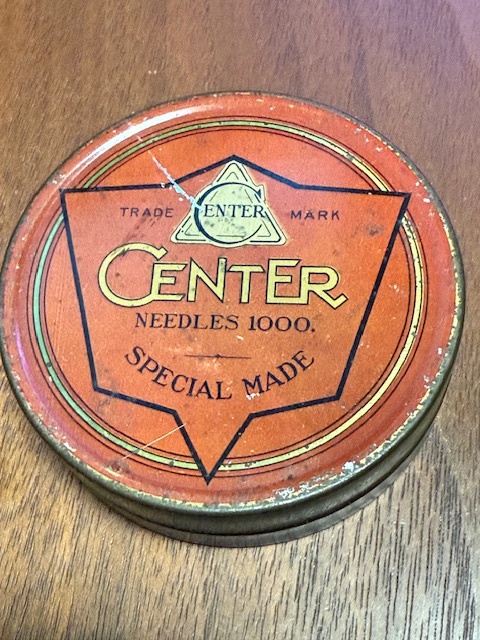 TRADE CENTER MARK
CENTER
NEEDLES 1000.
SPECIAL MADE